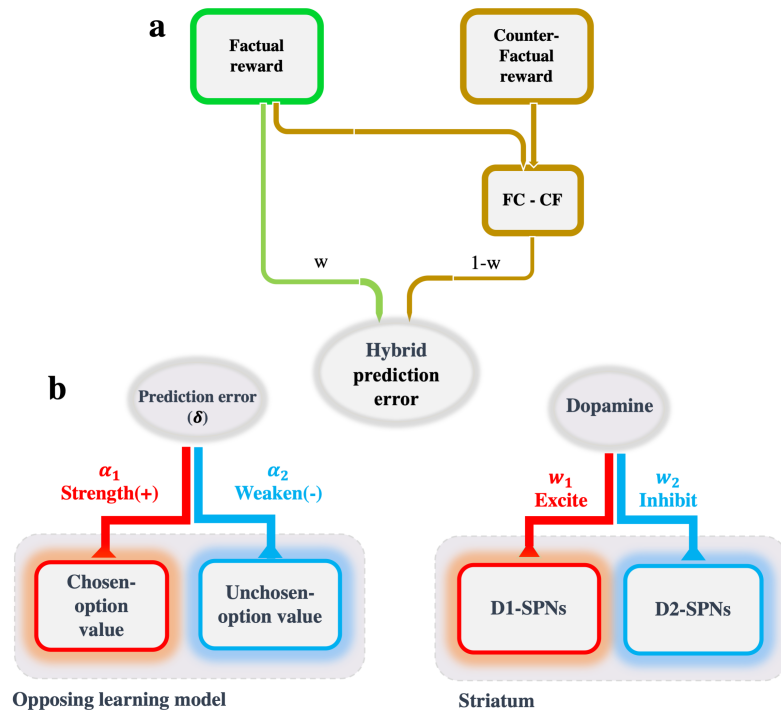 a
Factual
reward
Counter-
Factual
reward
FC - CF
w
1-w
Hybrid
prediction
error
b
Prediction error
(δ)
α₁
Strength(+)
α₂
Weaken(-)
Chosen-
option
value
Unchosen-
option value
Opposing learning model
Dopamine
w₁
Excite
w₂
Inhibit
D1-SPNs
D2-SPNs
Striatum